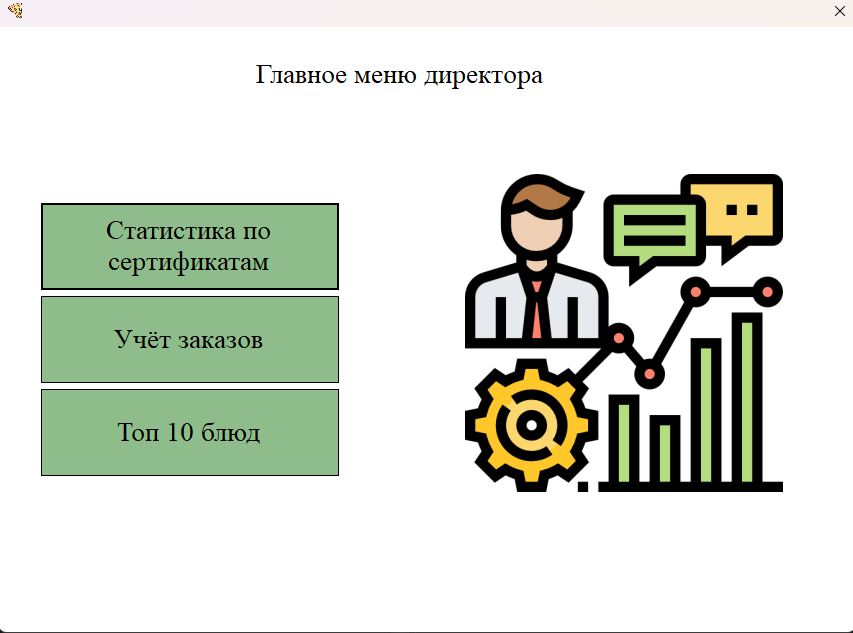 Главное меню директора
Статистика по
сертификатам
Учёт заказов
Топ 10 блюд